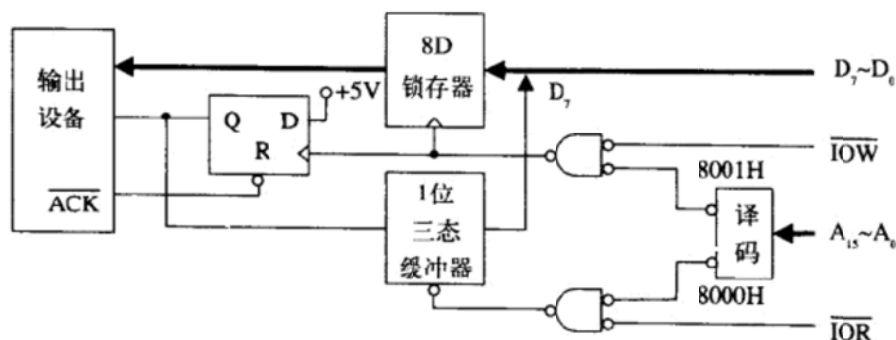 输出
设备
ACK
Q D
R
+5V
8D
锁存器
D₇
D₇~D₀
IOW
8001H
译
码
A₁₅~A₀
8000H
IOR
1位
三态
缓冲器